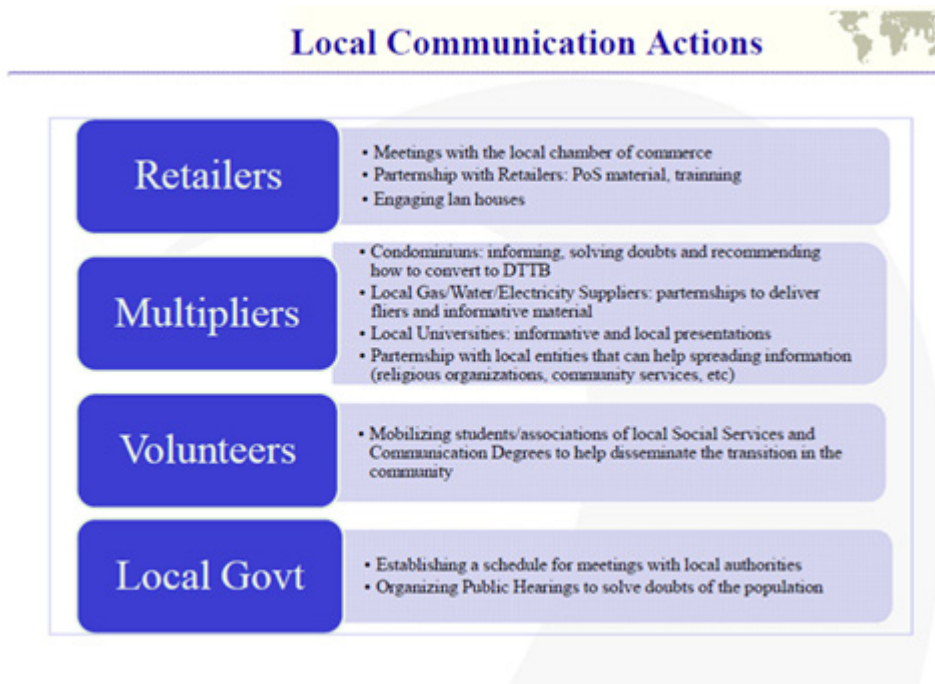 Local Communication Actions
Retailers
• Meetings with the local chamber of commerce
• Parternship with Retailers: PoS material, trainning
• Engaging lan houses
Multipliers
• Condominiuns: informing, solving doubts and recommending
how to convert to DTTB
• Local Gas/Water/Electricity Suppliers: parternships to deliver
fliers and informative material
• Local Universities: informative and local presentations
• Parternship with local entities that can help spreading information
(religious organizations, community services, etc)
Volunteers
• Mobilizing students/associations of local Social Services and
Communication Degrees to help disseminate the transition in the
community
Local Govt
• Establishing a schedule for meetings with local authorities
• Organizing Public Hearings to solve doubts of the population